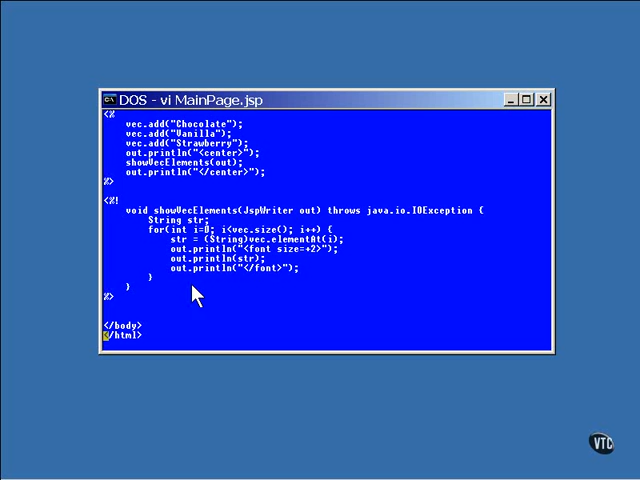 DOS - vi MainPage.jsp
<%
vec.add("Chocolate");
vec.add("Vanilla");
vec.add("Strawberry");
out.println("<center>");
showVecElements(out);
out.println("</center>");
%>
<%!
void showVecElements(JspWriter out) throws java.io.IOException {
String str;
for(int i=0; i<vec.size(); i++) {
str = (String)vec.elementAt(i);
out.println("<font size=+2>");
out.println(str);
out.println("</font>");
}
}
%>
</body>
</html>
VTC